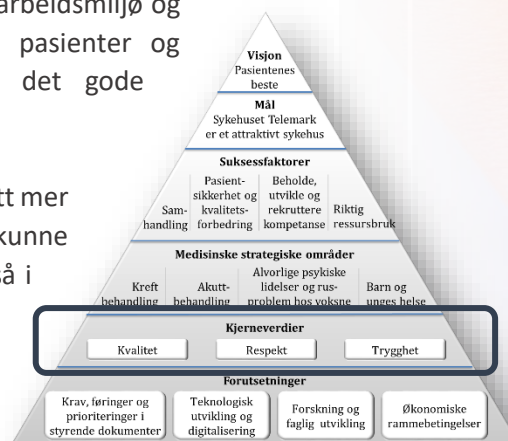 arbeidsmiljø og
pasienter og
det gode
tt mer
kunne
så i
Visjon
Pasientenes
beste
Mål
Sykehuset Telemark
er et attraktivt sykehus
Suksessfaktorer
Sam-
handling
Pasient-
sikkerhet og
kvalitets-
forbedring
Beholde,
utvikle og
rekruttere
kompetanse
Riktig
ressursbruk
Medisinske strategiske områder
Kreft
behandling
Akutt-
behandling
Alvorlige psykiske
lidelser og rus-
problem hos voksne
Barn og
unges helse
Kjerneverdier
Kvalitet
Respekt
Trygghet
Forutsetninger
Krav, føringer og
prioriteringer i
styrende dokumenter
Teknologisk
utvikling og
digitalisering
Forskning og
faglig utvikling
Økonomiske
rammebetingelser